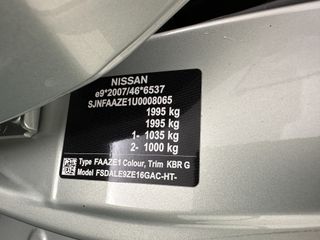 NISSAN
e9*2007/46*6537
SJNFAAZE1U0008065
1995 kg
1995 kg
1- 1035 kg
2- 1000 kg
Type FAAZE1 Colour, Trim KBR G
Model FSDALE9ZE16GAC-HT-